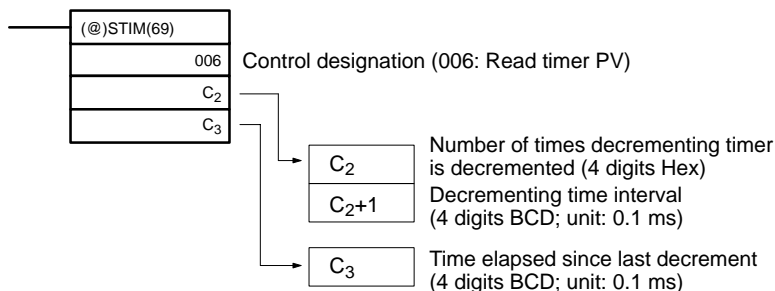 (@)STIM(69)
006 Control designation (006: Read timer PV)
C2
C3
C2 Number of times decrementing timer
is decremented (4 digits Hex)
C2+1 Decrementing time interval
(4 digits BCD; unit: 0.1 ms)
C3 Time elapsed since last decrement
(4 digits BCD; unit: 0.1 ms)